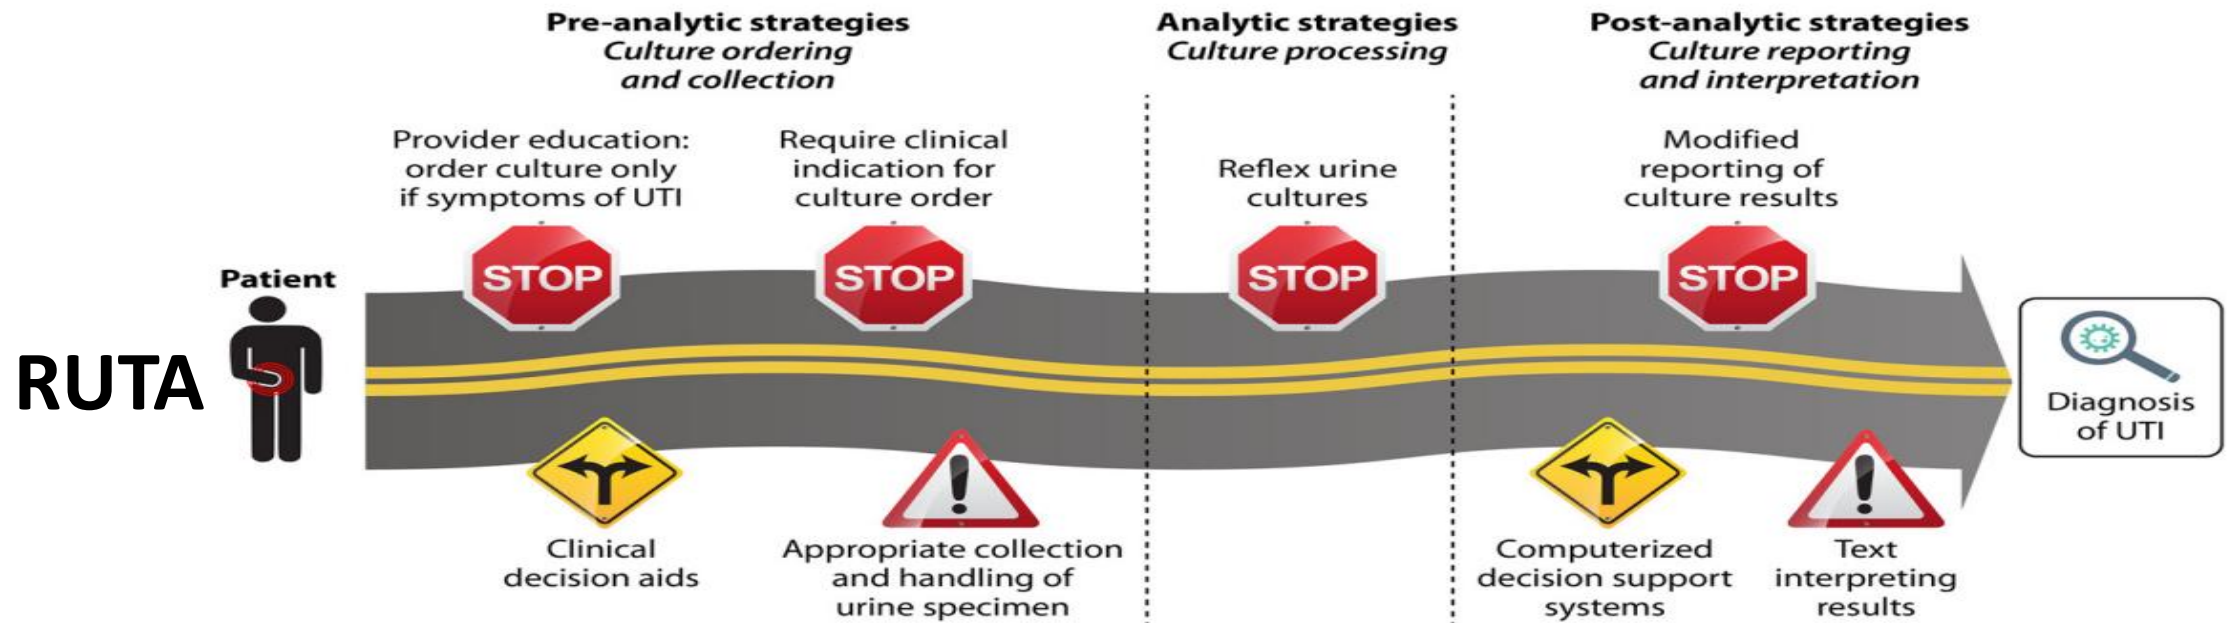 Pre-analytic strategies
Culture ordering
and collection
Analytic strategies
Culture processing
Post-analytic strategies
Culture reporting
and interpretation
Provider education:
order culture only
if symptoms of UTI
Require clinical
indication for
culture order
Reflex urine
cultures
Modified
reporting of
culture results
STOP
STOP
STOP
STOP
Patient
RUTA
Diagnosis
of UTI
Clinical
decision aids
Appropriate collection
and handling of
urine specimen
Computerized
decision support
systems
Text
interpreting
results